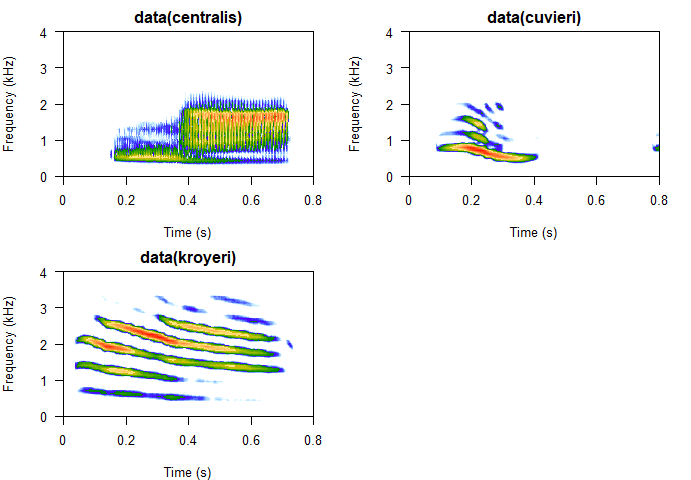 data(centralis)
4
3
2
1
0
Frequency (kHz)
0 0.2 0.4 0.6 0.8
Time (s)
data(cuvieri)
4
3
2
1
0
Frequency (kHz)
0 0.2 0.4 0.6 0.8
Time (s)
data(kroyeri)
4
3
2
1
0
Frequency (kHz)
0 0.2 0.4 0.6 0.8
Time (s)